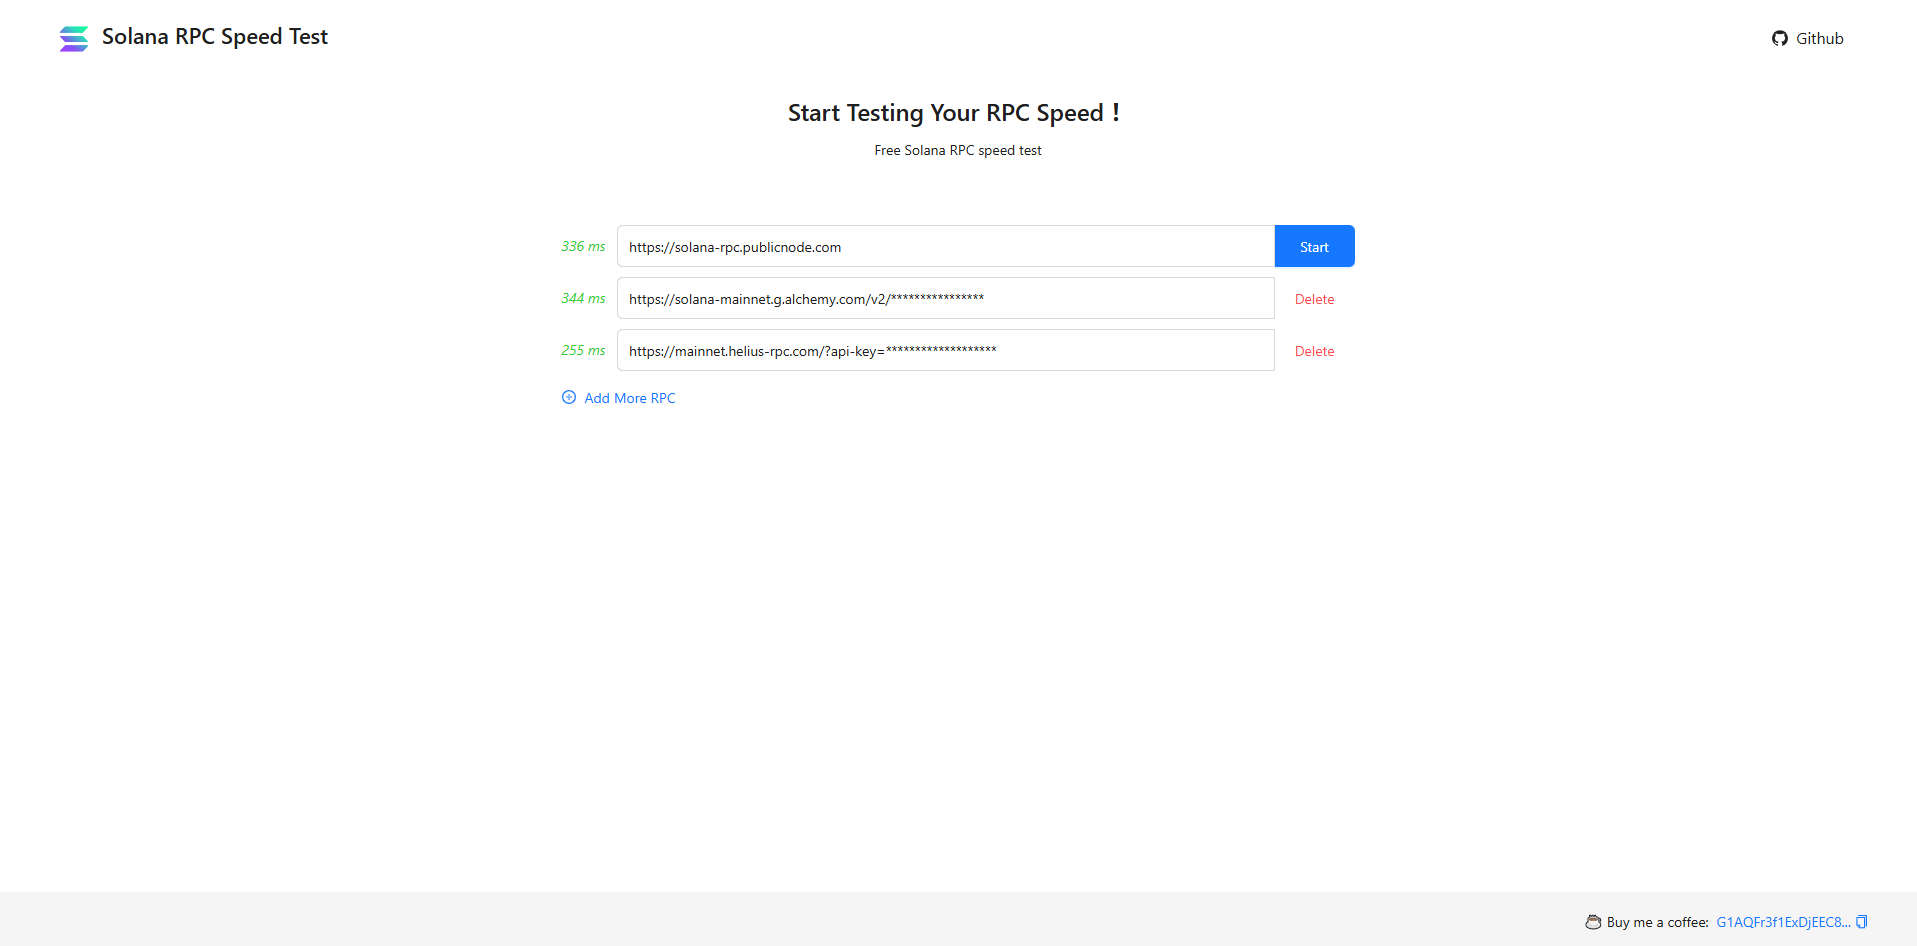 Solana RPC Speed Test
Github
Start Testing Your RPC Speed！
Free Solana RPC speed test
336 ms https://solana-rpc.publicnode.com Start
344 ms https://solana-mainnet.g.alchemy.com/v2/**************** Delete
255 ms https://mainnet.helius-rpc.com/?api-key=******************* Delete
Add More RPC
Buy me a coffee: G1AQFr3f1ExDjEEC8...